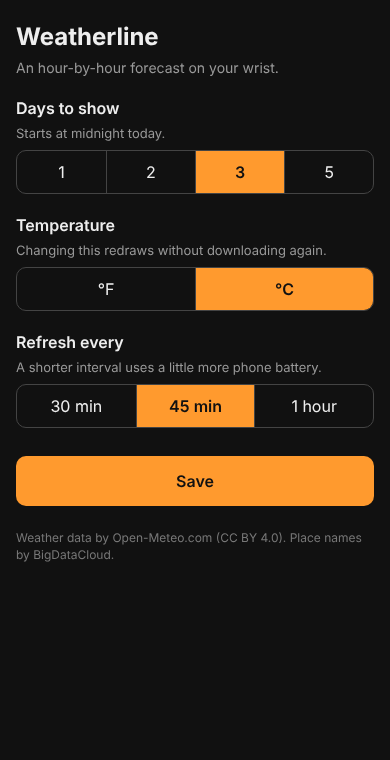 Weatherline
An hour-by-hour forecast on your wrist.
Days to show
Starts at midnight today.
1 2 3 5
Temperature
Changing this redraws without downloading again.
°F °C
Refresh every
A shorter interval uses a little more phone battery.
30 min 45 min 1 hour
Save
Weather data by Open-Meteo.com (CC BY 4.0). Place names
by BigDataCloud.